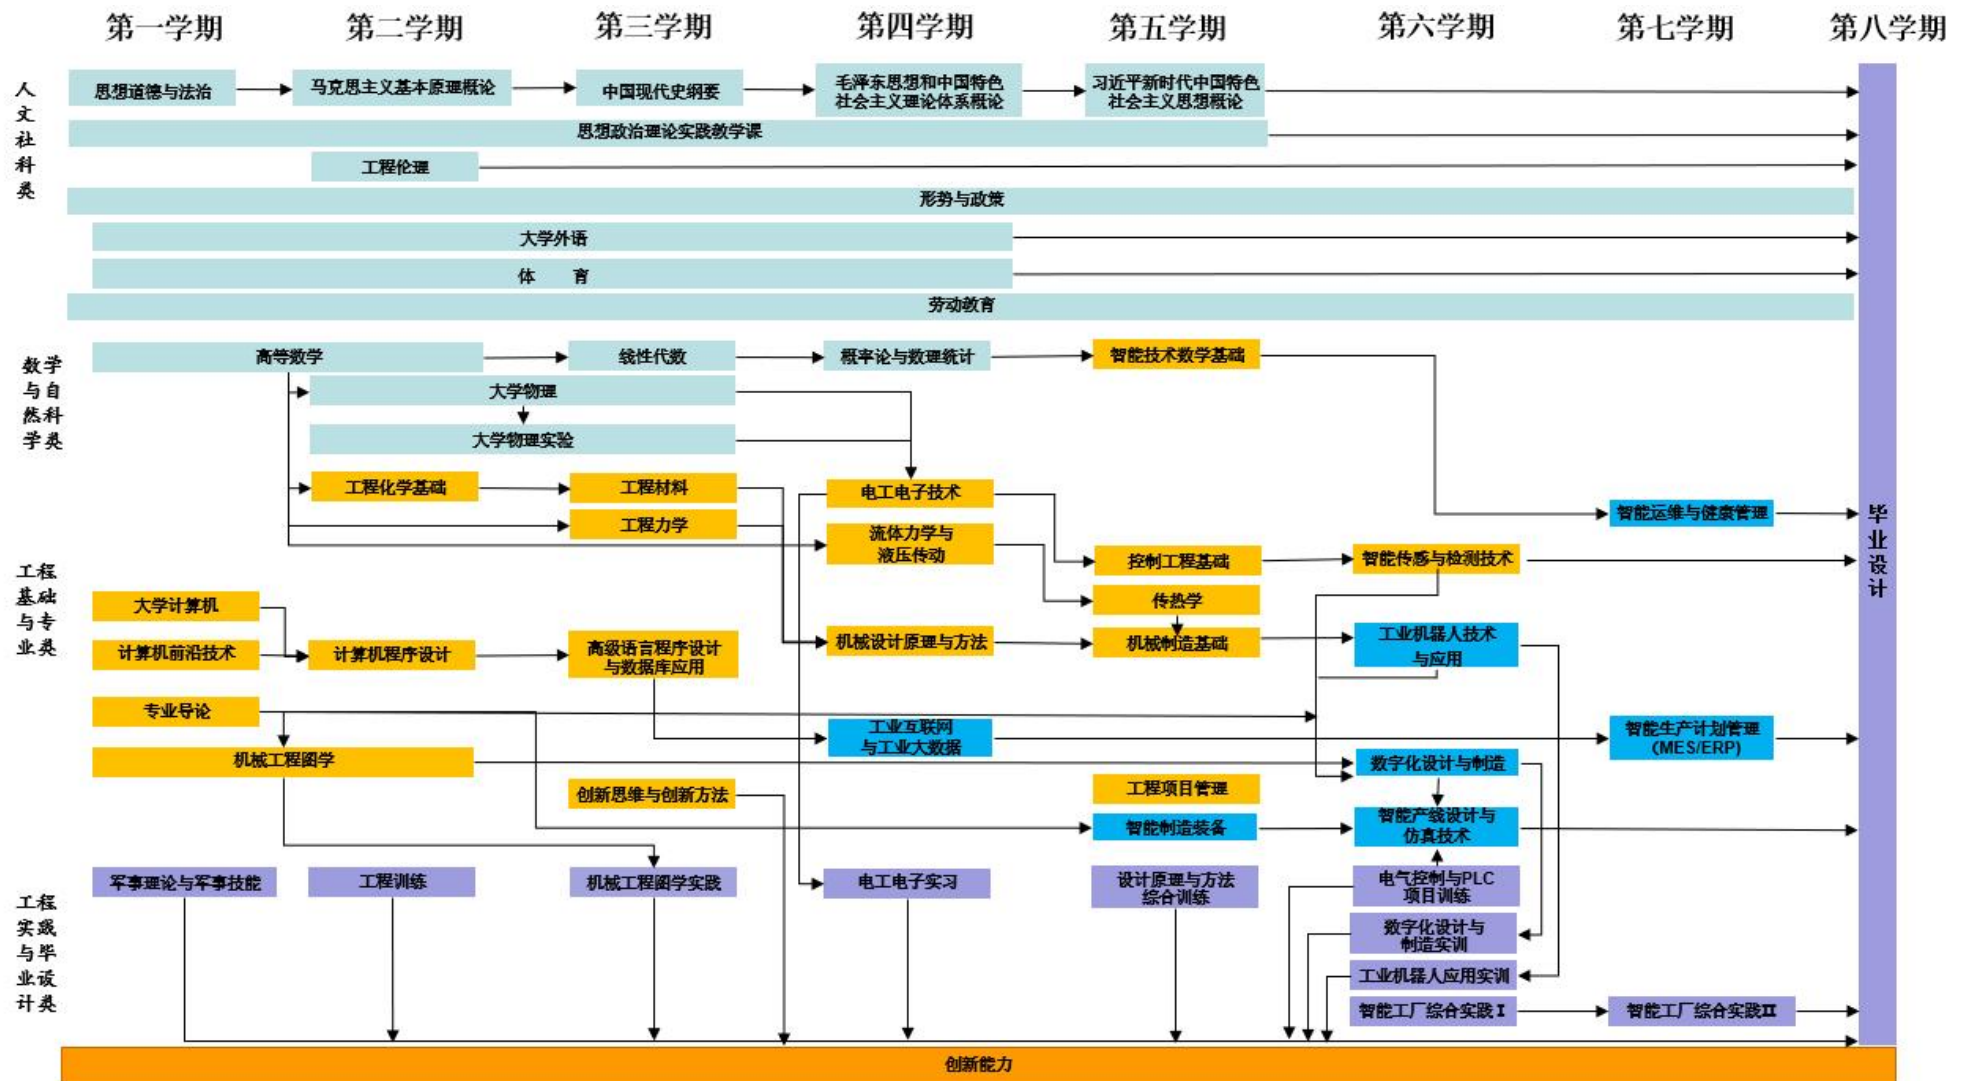 第一学期
第二学期
第三学期
第四学期
第五学期
第六学期
第七学期
第八学期
人文社科类
思想道德与法治
马克思主义基本原理概论
中国现代史纲要
毛泽东思想和中国特色
社会主义理论体系概论
习近平新时代中国特色
社会主义思想概论
思想政治理论实践教学课
工程伦理
形势与政策
大学外语
体 育
劳动教育
数学
与自
然科
学类
高等数学
线性代数
概率论与数理统计
智能技术数学基础
大学物理
大学物理实验
工程化学基础
工程材料
电工电子技术
智能运维与健康管理
工程力学
流体力学与
液压传动
工程
基础
与专
业类
控制工程基础
智能传感与检测技术
大学计算机
传热学
计算机前沿技术
计算机程序设计
高级语言程序设计
与数据库应用
机械设计原理与方法
机械制造基础
工业机器人技术
与应用
专业导论
工业互联网
与工业大数据
智能生产计划管理
(MES/ERP)
机械工程图学
数字化设计与制造
创新思维与创新方法
工程项目管理
智能制造装备
智能产线设计与
仿真技术
工程
实践
与毕
业设
计类
军事理论与军事技能
工程训练
机械工程图学实践
电工电子实习
设计原理与方法
综合训练
电气控制与PLC
项目训练
数字化设计与
制造实训
工业机器人应用实训
智能工厂综合实践Ⅰ
智能工厂综合实践Ⅱ
毕业设计
创新能力